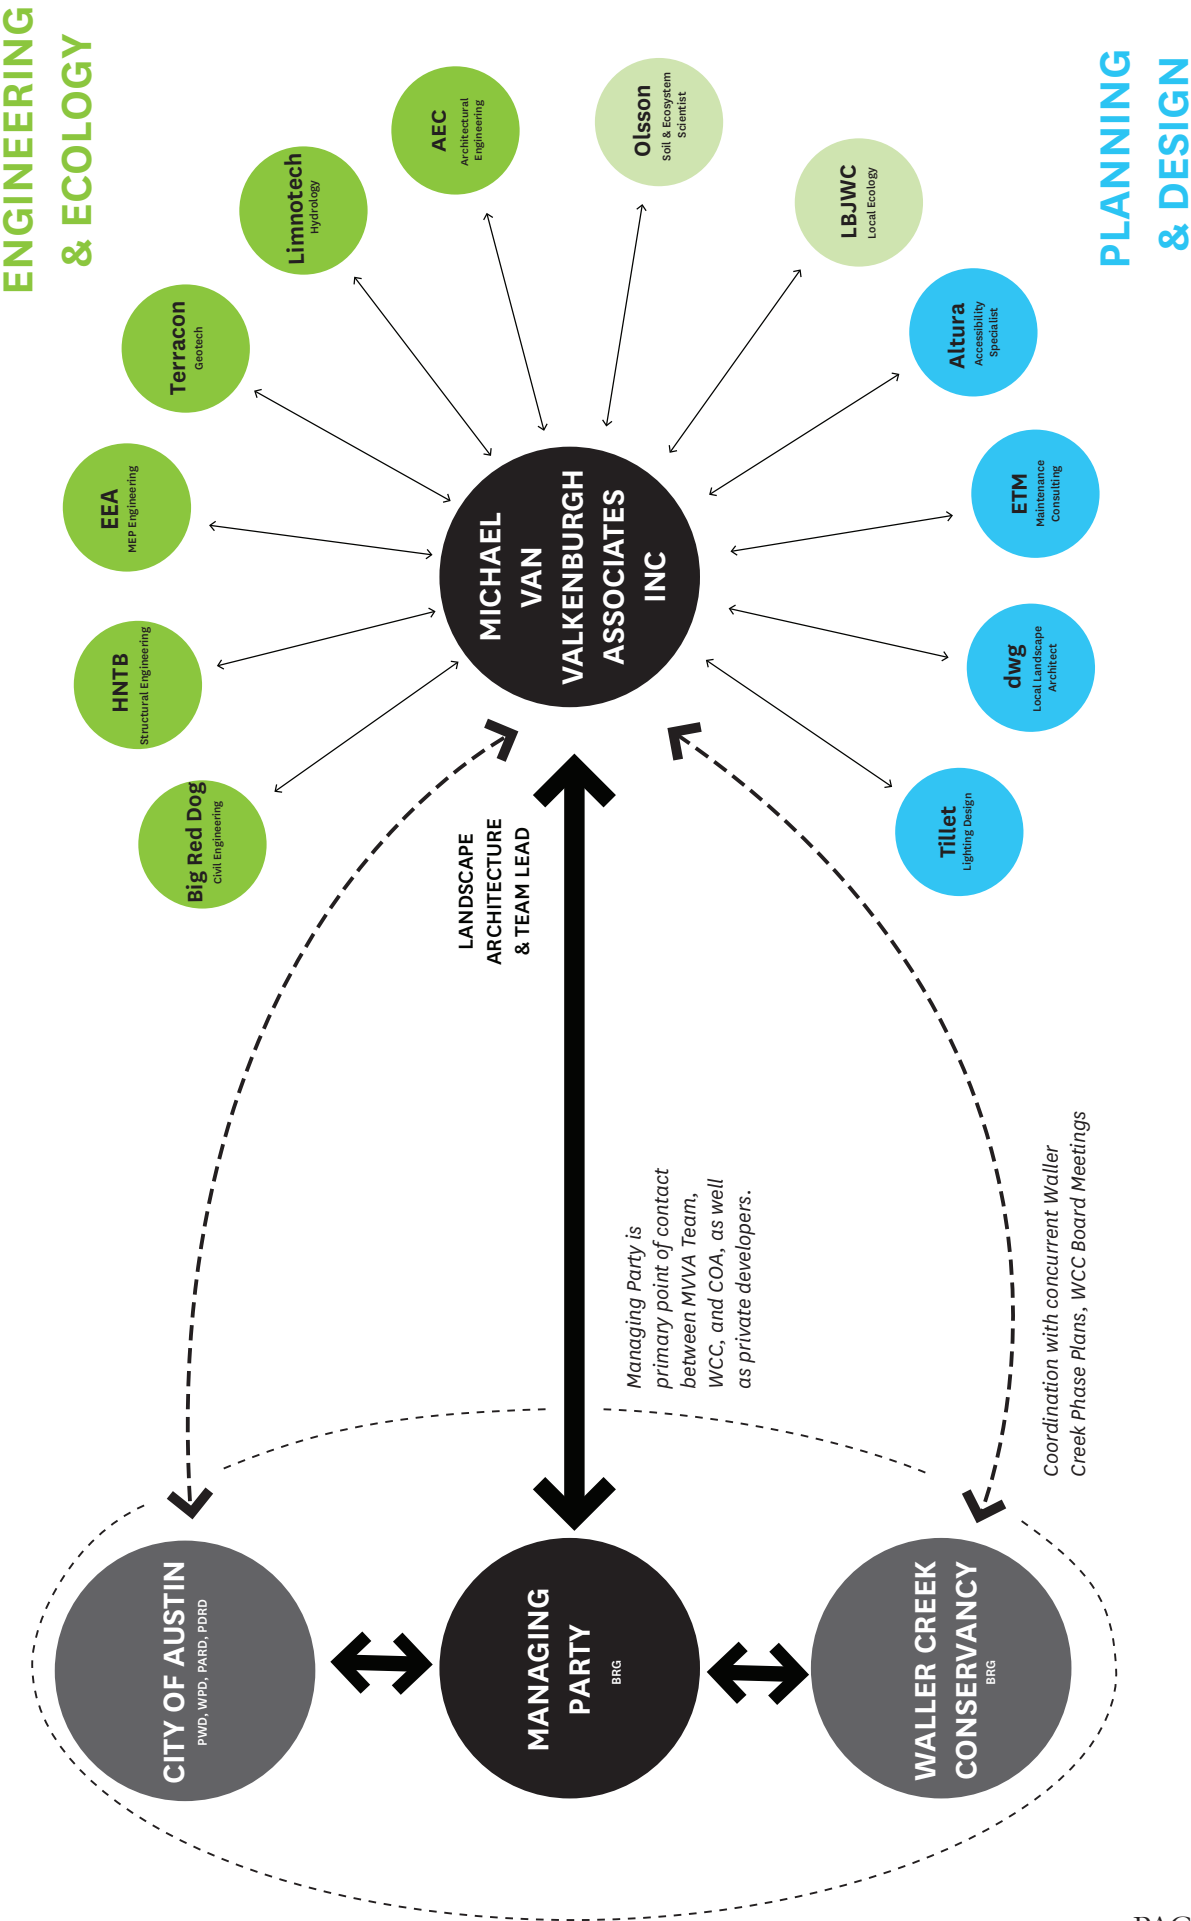 ENGINEERING
& ECOLOGY
PLANNING
& DESIGN
CITY OF AUSTIN
PWD, WPD, PARD, PDRD
MANAGING
PARTY
BRG
WALLER CREEK
CONSERVANCY
BRG
Managing Party is
primary point of contact
between MVVA Team,
WCC, and COA, as well
as private developers.
Coordination with concurrent Waller
Creek Phase Plans, WCC Board Meetings
LANDSCAPE
ARCHITECTURE
& TEAM LEAD
MICHAEL
VAN
VALKENBURGH
ASSOCIATES
INC
Big Red Dog
Civil Engineering
HNTB
Structural Engineering
EEA
MEP Engineering
Terracon
Geotech
Limnotech
Hydrology
AEC
Architectural
Engineering
Olsson
Soil & Ecosystem
Scientist
LBJWC
Local Ecology
Altura
Accessibility
Specialist
ETM
Maintenance
Consulting
dwg
Local Landscape
Architect
Tillet
Lighting Design